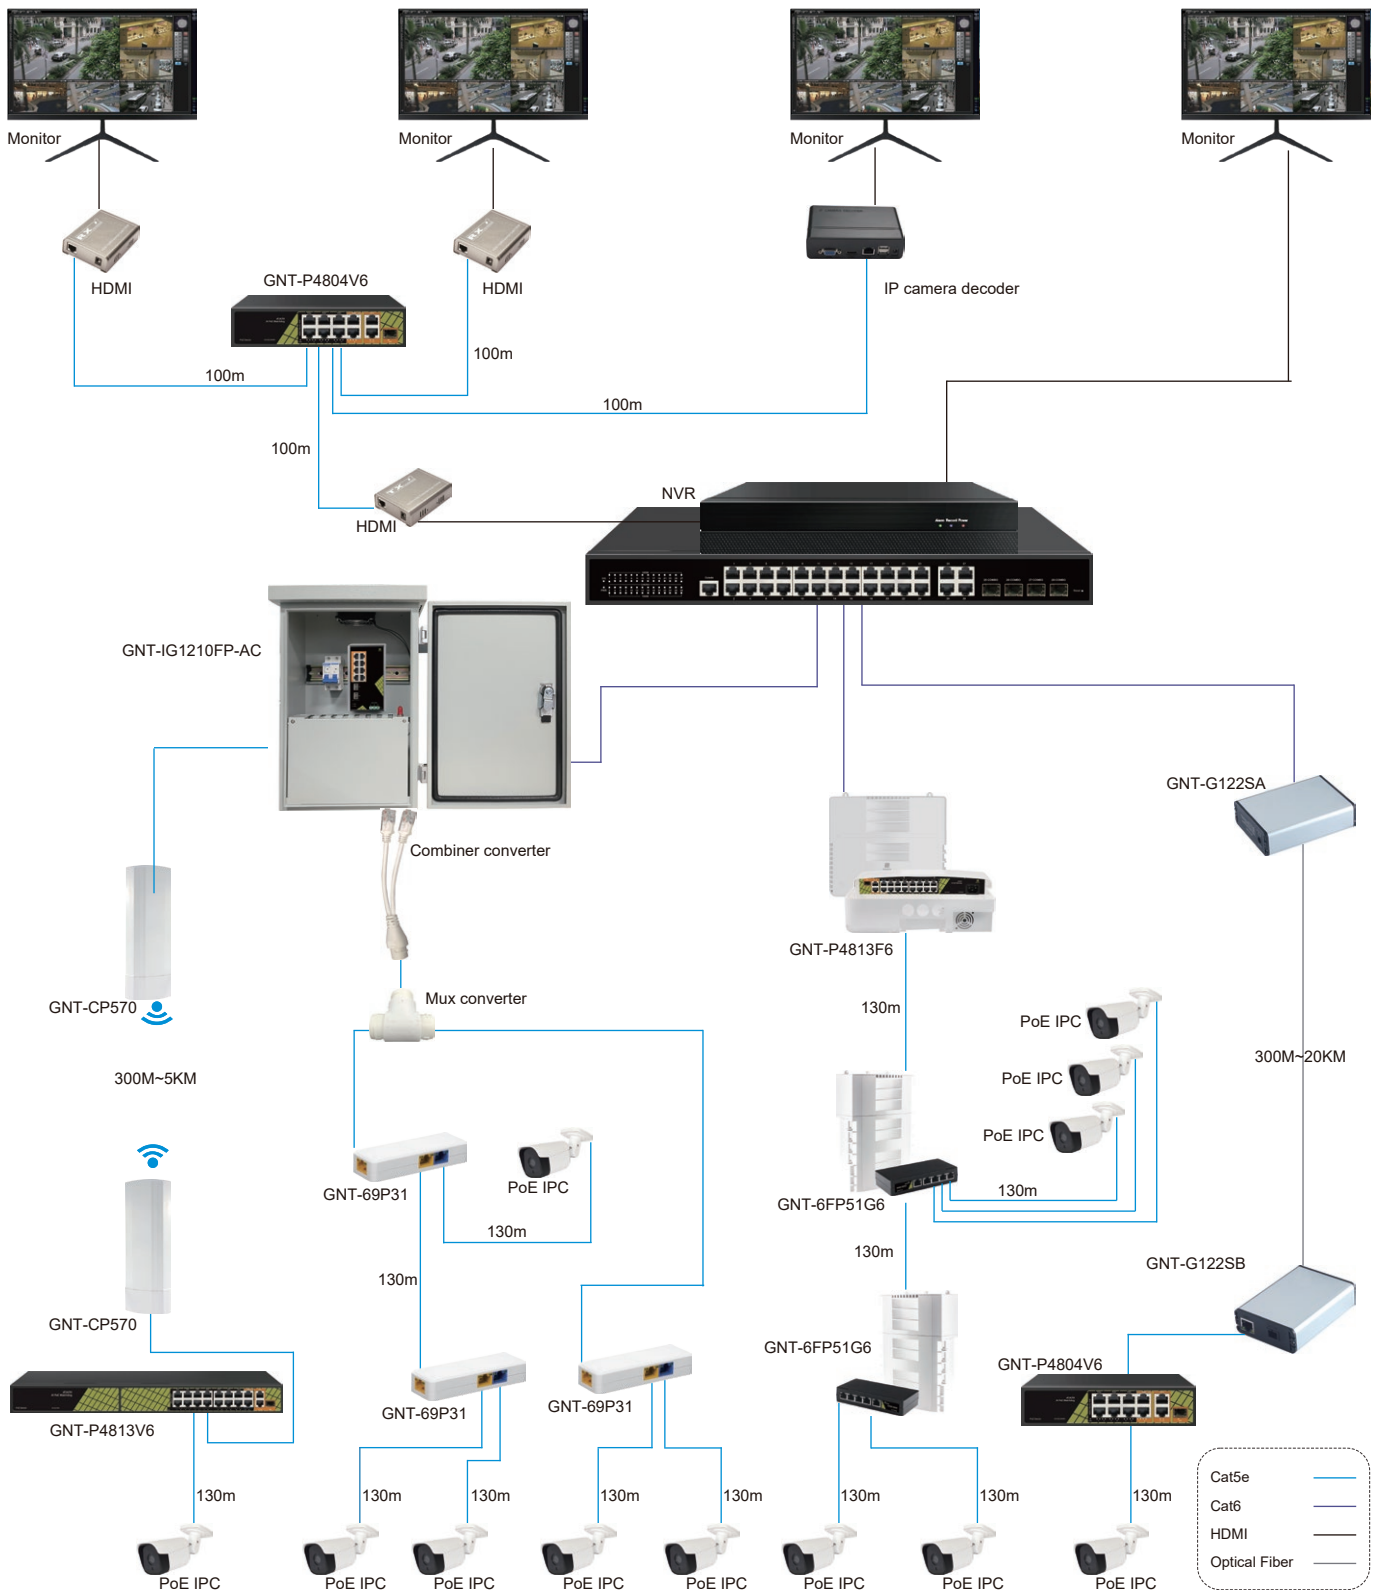 Monitor
Monitor
Monitor
Monitor
RX
RX
HDMI
GNT-P4804V6
HDMI
IP camera decoder
100m
100m
100m
100m
TX
HDMI
NVR
GNT-IG1210FP-AC
GNT-G122SA
Combiner converter
GNT-P4813F6
Mux converter
GNT-CP570
130m
PoE IPC
300M~5KM
PoE IPC
300M~20KM
PoE IPC
GNT-69P31
PoE IPC
130m
GNT-6FP51G6
130m
130m
130m
GNT-G122SB
GNT-CP570
GNT-6FP51G6
GNT-P4804V6
GNT-P4813V6
GNT-69P31
GNT-69P31
130m
130m
130m
130m
130m
130m
130m
130m
PoE IPC
PoE IPC
PoE IPC
PoE IPC
PoE IPC
PoE IPC
PoE IPC
PoE IPC
Cat5e
Cat6
HDMI
Optical Fiber